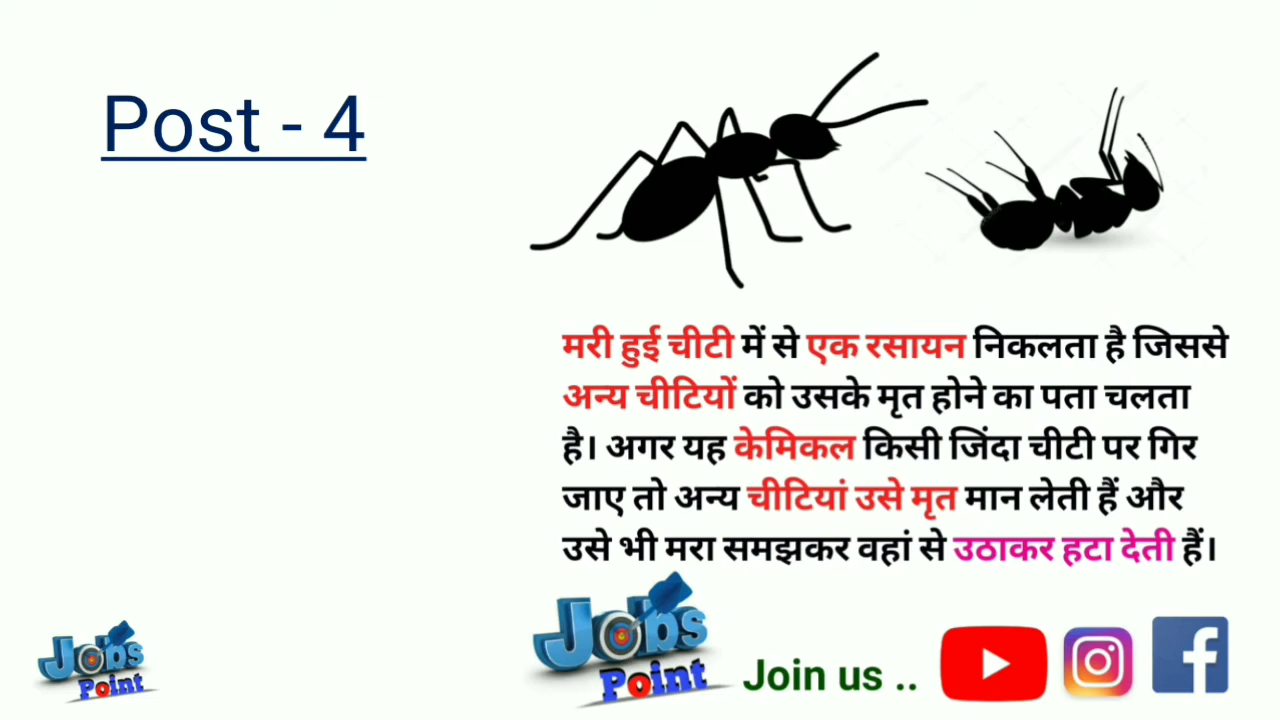 Post - 4
मरी हुई चीटी में से एक रसायन निकलता है जिससे
अन्य चीटियों को उसके मृत होने का पता चलता
है। अगर यह केमिकल किसी जिंदा चीटी पर गिर
जाए तो अन्य चीटियां उसे मृत मान लेती हैं और
उसे भी मरा समझकर वहां से उठाकर हटा देती हैं।
Jobs
Point
Jobs
Point
Join us ..